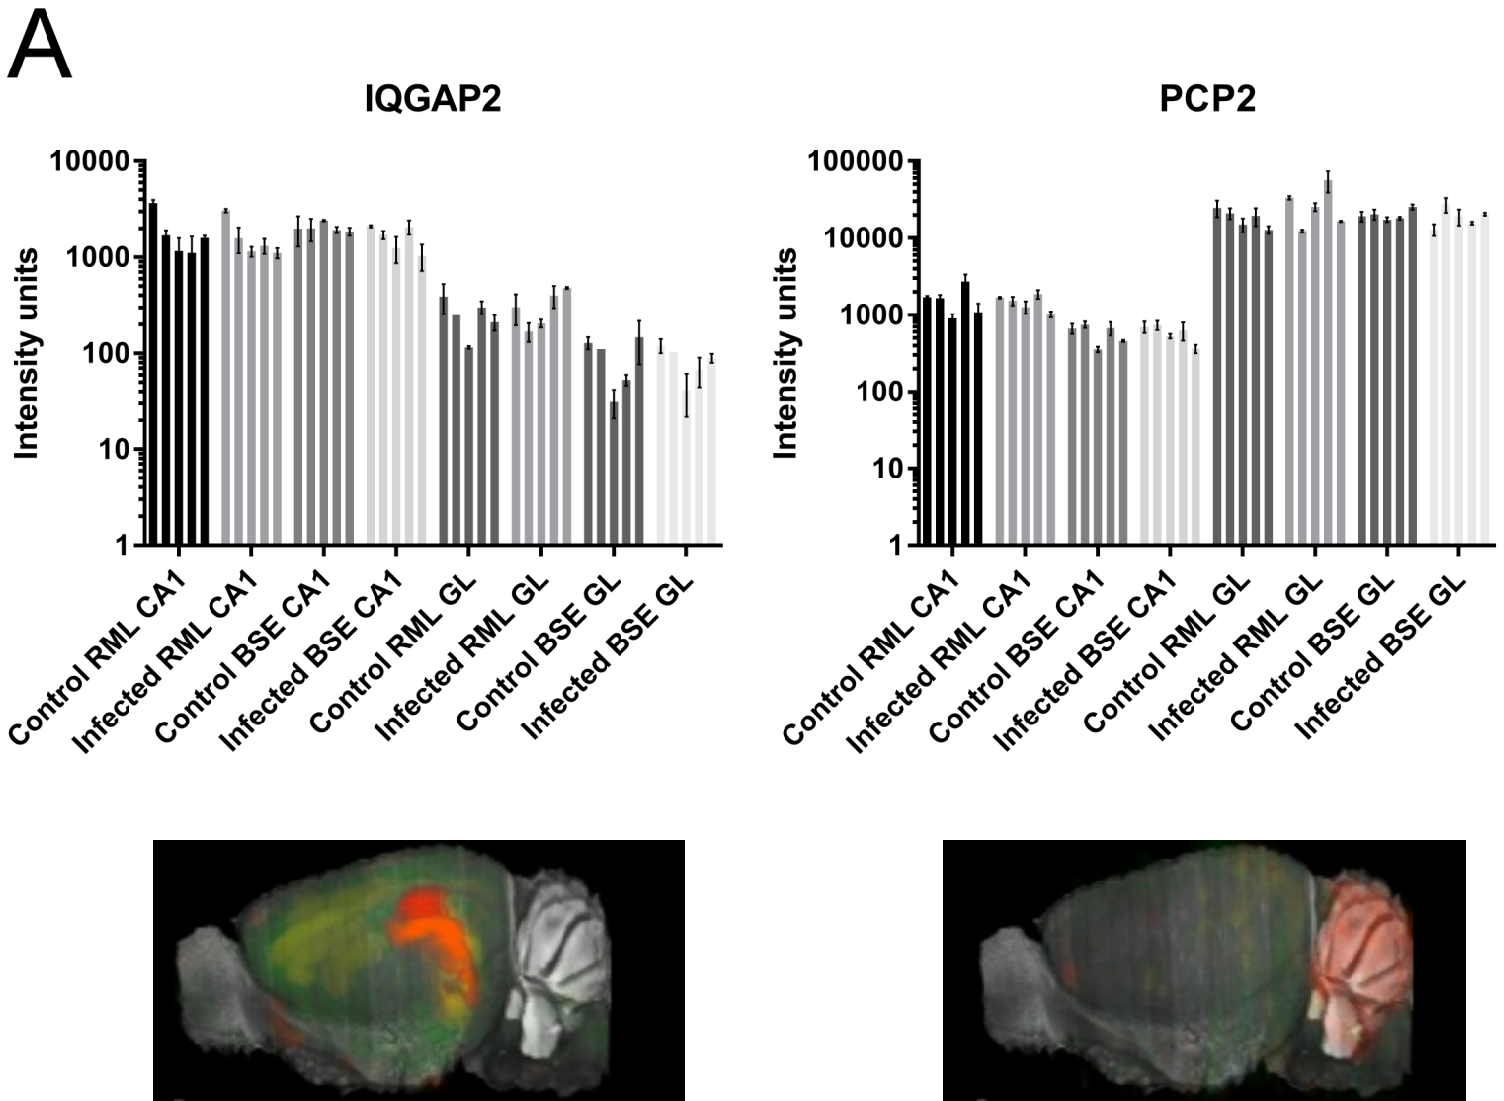 A
IQGAP2
Intensity units
10000
1000
100
10
1
Control RML CA1
Infected RML CA1
Control BSE CA1
Infected BSE CA1
Control RML GL
Infected RML GL
Control BSE GL
Infected BSE GL
PCP2
Intensity units
100000
10000
1000
100
10
1
Control RML CA1
Infected RML CA1
Control BSE CA1
Infected BSE CA1
Control RML GL
Infected RML GL
Control BSE GL
Infected BSE GL